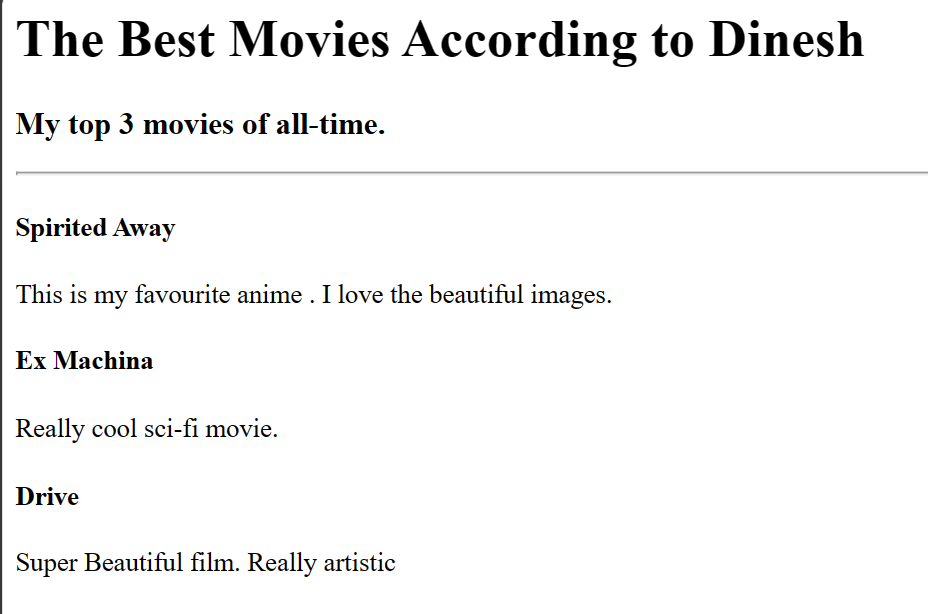 The Best Movies According to Dinesh
My top 3 movies of all-time.
Spirited Away
This is my favourite anime . I love the beautiful images.
Ex Machina
Really cool sci-fi movie.
Drive
Super Beautiful film. Really artistic